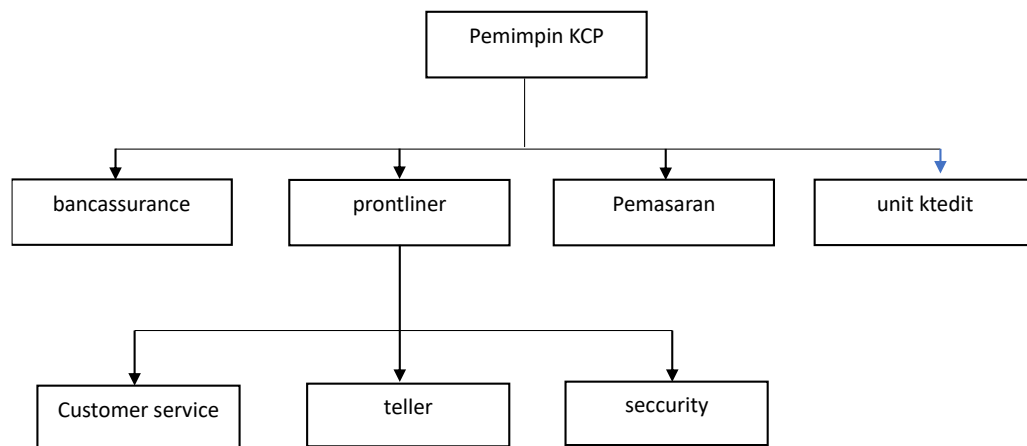 Pemimpin KCP
bancassurance
prontliner
Pemasaran
unit ktedit
Customer service
teller
seccurity